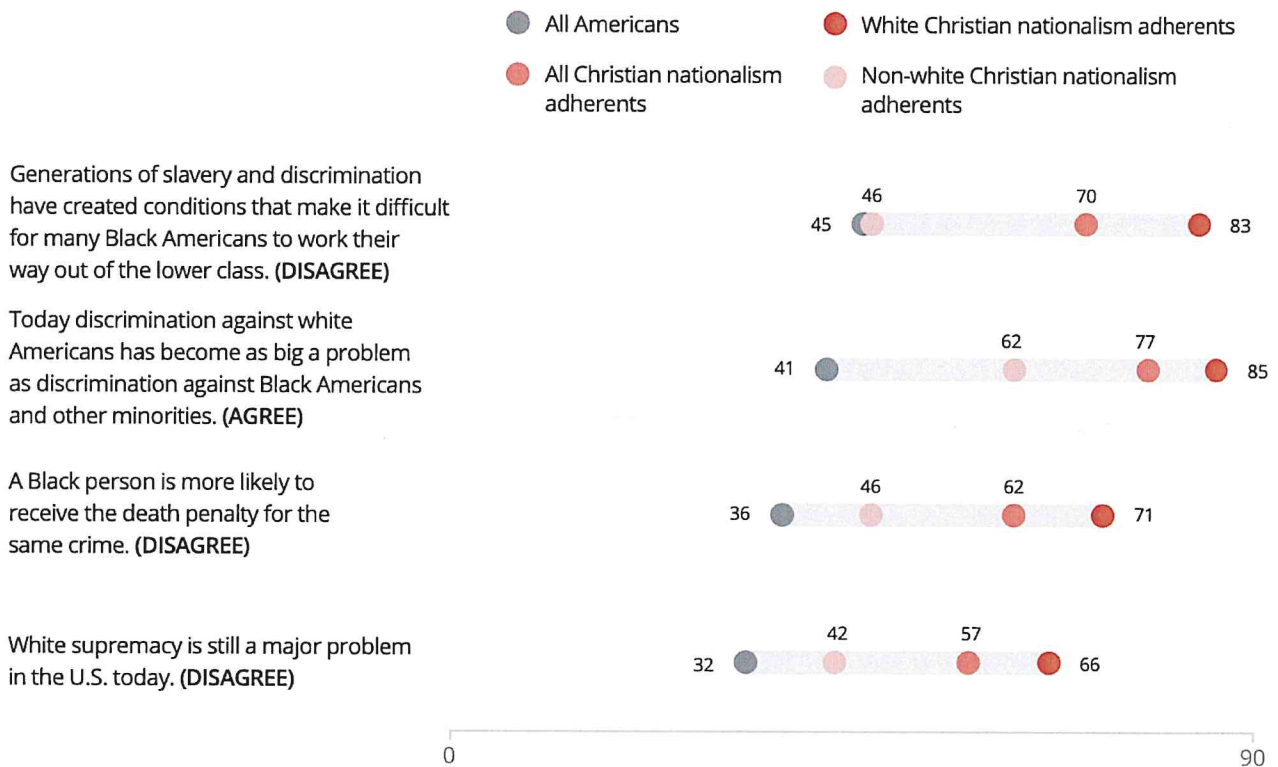 All Americans
White Christian nationalism adherents
All Christian nationalism
adherents
Non-white Christian nationalism
adherents
Generations of slavery and discrimination
have created conditions that make it difficult
for many Black Americans to work their
way out of the lower class. (DISAGREE)
45
46
70
83
Today discrimination against white
Americans has become as big a problem
as discrimination against Black Americans
and other minorities. (AGREE)
41
62
77
85
A Black person is more likely to
receive the death penalty for the
same crime. (DISAGREE)
36
46
62
71
White supremacy is still a major problem
in the U.S. today. (DISAGREE)
32
42
57
66
0
90